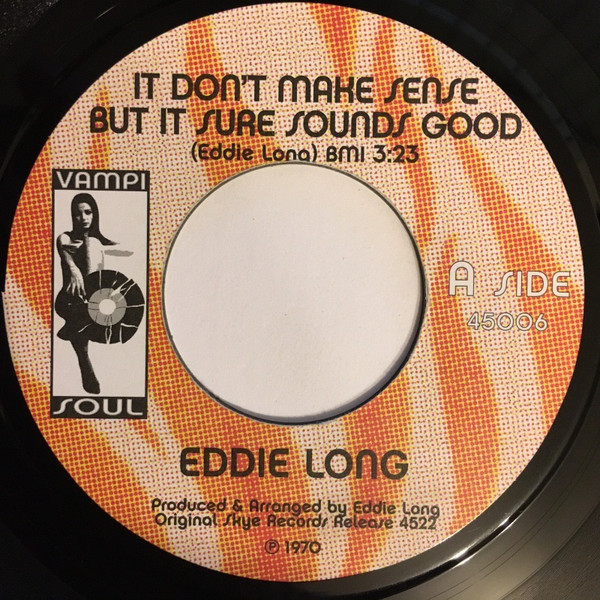 IT DON'T MAKE SENSE
BUT IT SURE SOUNDS GOOD
(Eddie Long) BMI 3:23
VAMPI
SOUL
A SIDE
45006
EDDIE LONG
Produced & Arranged by Eddie Long
Original Skye Records Release 4522
℗ 1970